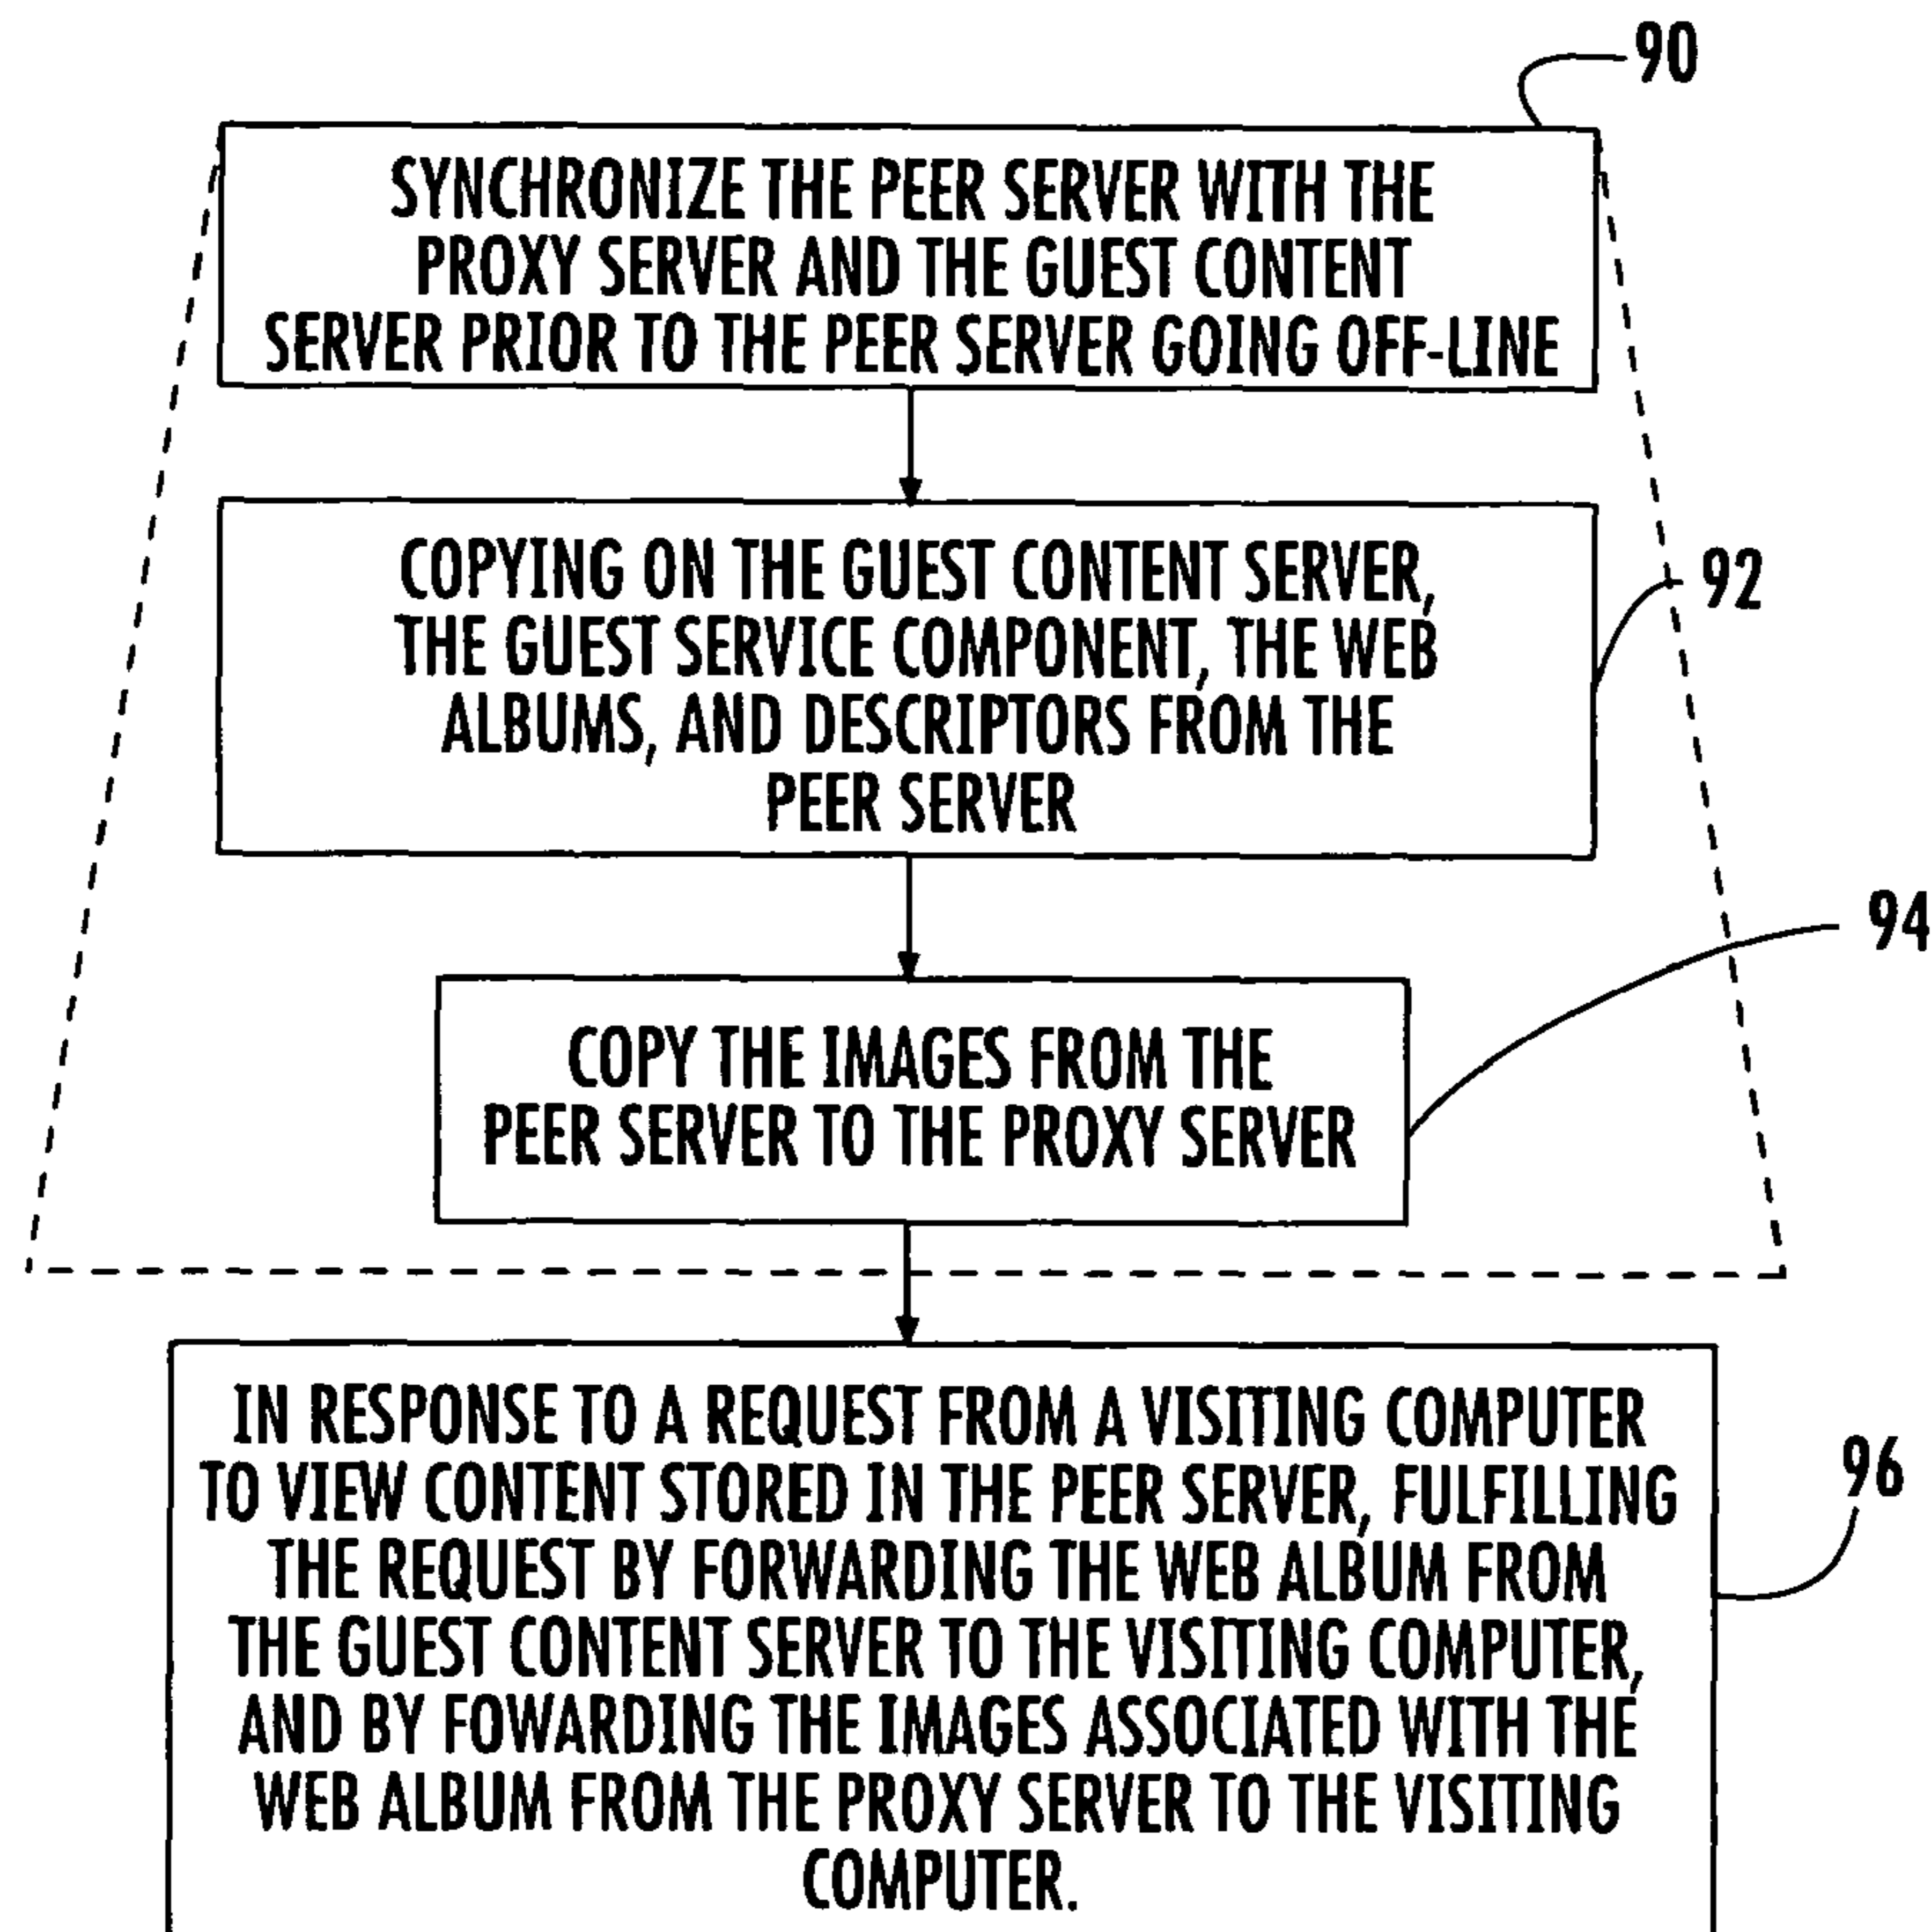 90
SYNCHRONIZE THE PEER SERVER WITH THE
PROXY SERVER AND THE GUEST CONTENT
SERVER PRIOR TO THE PEER SERVER GOING OFF-LINE
COPYING ON THE GUEST CONTENT SERVER,
THE GUEST SERVICE COMPONENT, THE WEB
ALBUMS, AND DESCRIPTORS FROM THE
PEER SERVER
92
94
COPY THE IMAGES FROM THE
PEER SERVER TO THE PROXY SERVER
IN RESPONSE TO A REQUEST FROM A VISITING COMPUTER
TO VIEW CONTENT STORED IN THE PEER SERVER, FULFILLING
THE REQUEST BY FORWARDING THE WEB ALBUM FROM
THE GUEST CONTENT SERVER TO THE VISITING COMPUTER,
AND BY FOWARDING THE IMAGES ASSOCIATED WITH THE
WEB ALBUM FROM THE PROXY SERVER TO THE VISITING
COMPUTER.
96